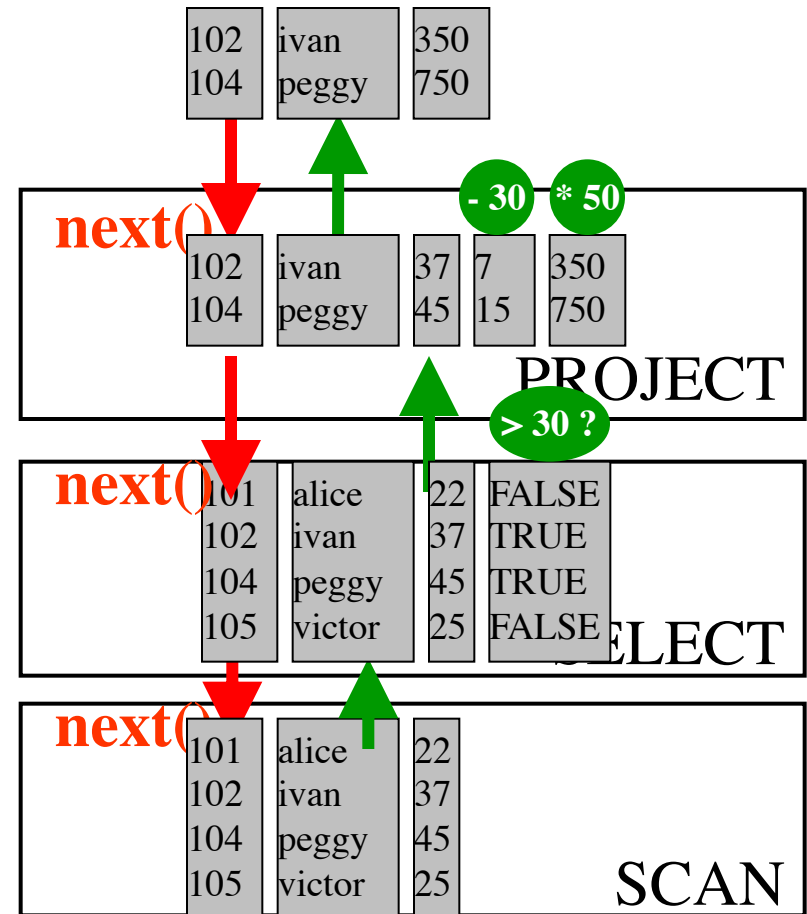 102 ivan 350
104 peggy 750
- 30 * 50
next()
102 ivan 37 7 350
104 peggy 45 15 750
PROJECT
> 30 ?
next()
101 alice 22 FALSE
102 ivan 37 TRUE
104 peggy 45 TRUE
105 victor 25 FALSE
SELECT
next()
101 alice 22
102 ivan 37
104 peggy 45
105 victor 25
SCAN